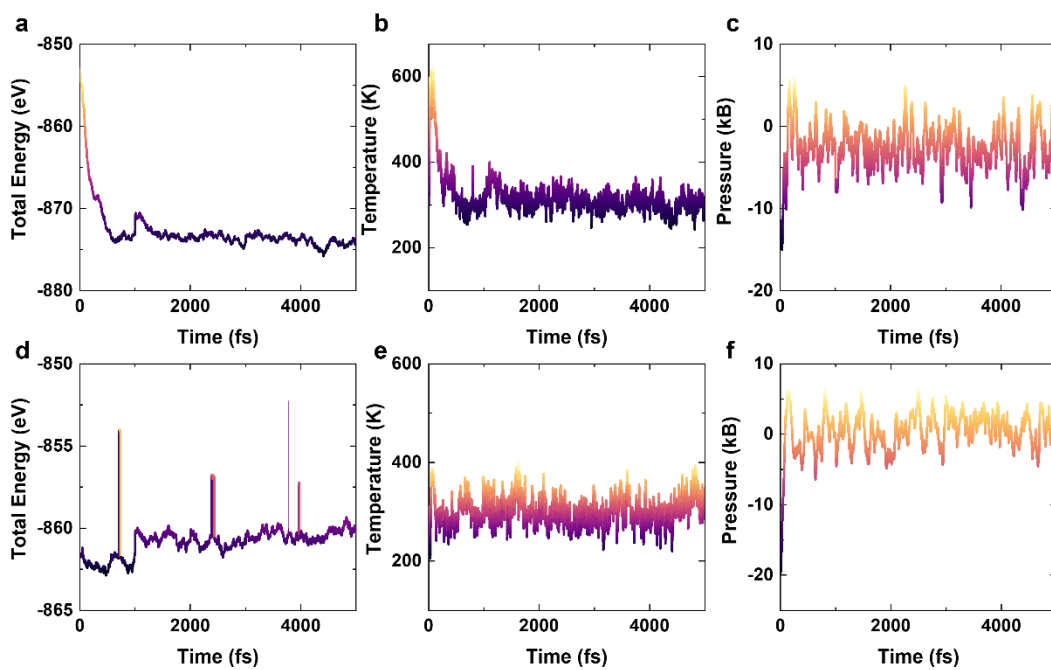 a
b
c
-850
-860
-870
-880
Total Energy (eV)
0
2000
4000
Time (fs)
600
400
200
Temperature (K)
0
2000
4000
Time (fs)
10
0
-10
-20
Pressure (kB)
0
2000
4000
Time (fs)
d
e
f
-850
-855
-860
-865
Total Energy (eV)
0
2000
4000
Time (fs)
600
400
200
Temperature (K)
0
2000
4000
Time (fs)
10
0
-10
-20
Pressure (kB)
0
2000
4000
Time (fs)